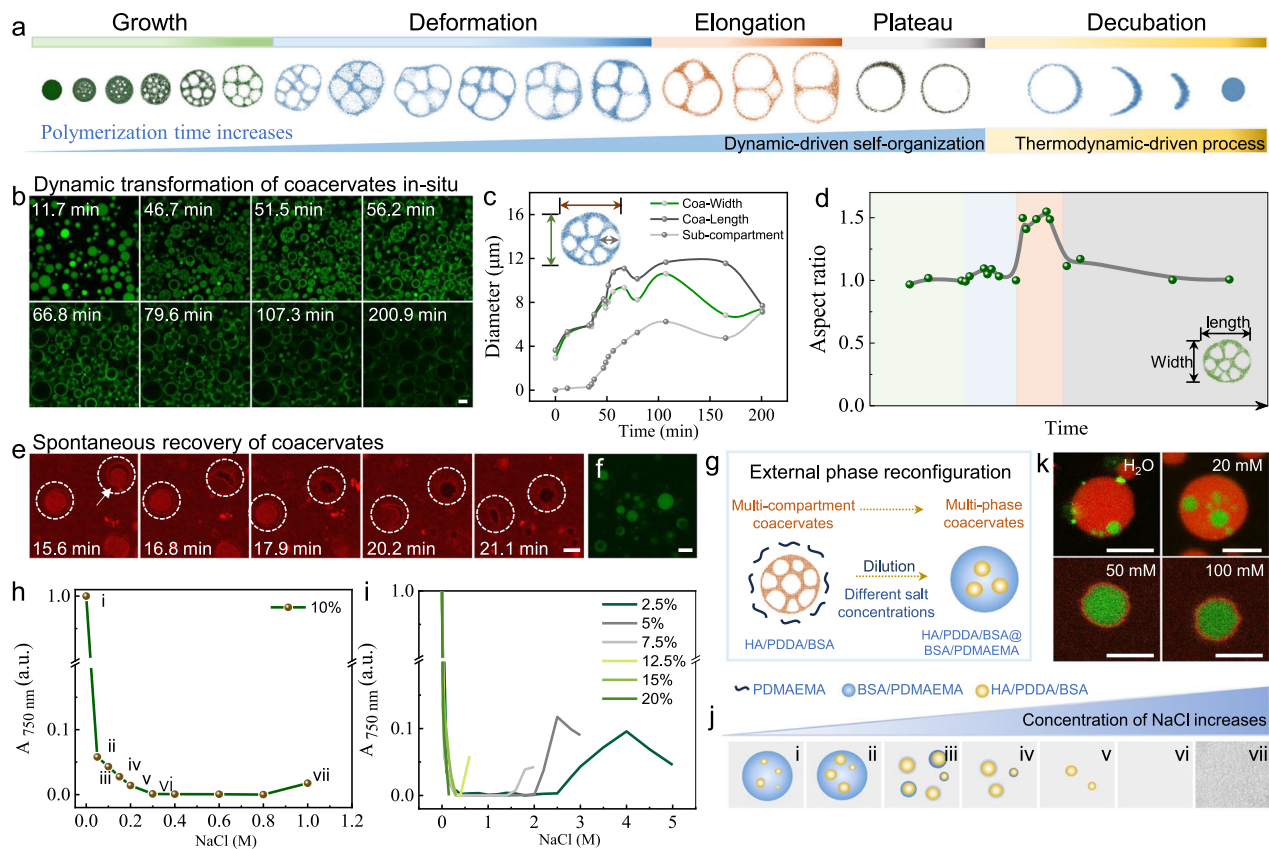 a
Growth
Deformation
Elongation
Plateau
Decubation
Polymerization time increases
Dynamic-driven self-organization
Thermodynamic-driven process
b
Dynamic transformation of coacervates in-situ
11.7 min
46.7 min
51.5 min
56.2 min
66.8 min
79.6 min
107.3 min
200.9 min
c
Diameter (μm)
16
12
8
4
0
Coa-Width
Coa-Length
Sub-compartment
0
50
100
150
200
Time (min)
d
Aspect ratio
1.5
1.0
0.5
0.0
length
Width
Time
e
Spontaneous recovery of coacervates
15.6 min
16.8 min
17.9 min
20.2 min
21.1 min
f
g
External phase reconfiguration
Multi-compartment
coacervates
Multi-phase
coacervates
Dilution
Different salt
concentrations
HA/PDDA/BSA
HA/PDDA/BSA@
BSA/PDMAEMA
PDMAEMA
BSA/PDMAEMA
HA/PDDA/BSA
k
H2O
20 mM
50 mM
100 mM
h
A 750 nm (a.u.)
1.0
0.1
0.0
10%
i
ii
iii
iv
v
vi
vii
0.0
0.2
0.4
0.6
0.8
1.0
1.2
NaCl (M)
i
A 750 nm (a.u.)
1.0
0.1
0.0
2.5%
5%
7.5%
12.5%
15%
20%
0
1
2
3
4
5
NaCl (M)
j
Concentration of NaCl increases
i
ii
iii
iv
v
vi
vii